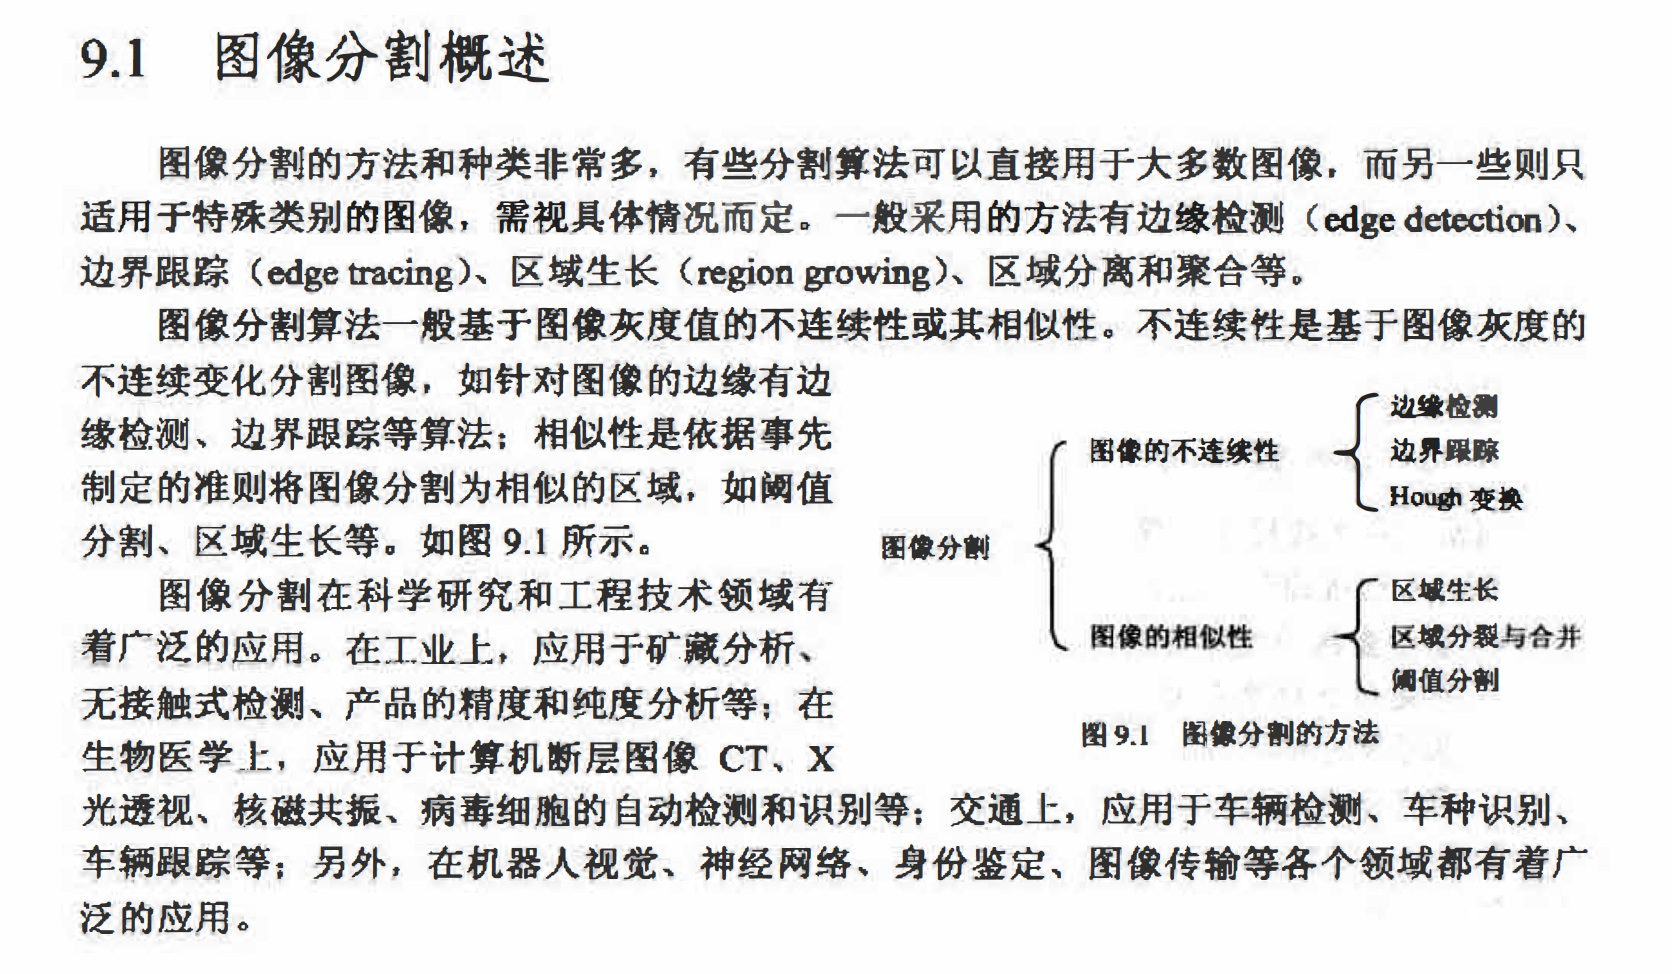 9.1 图像分割概述
图像分割的方法和种类非常多，有些分割算法可以直接用于大多数图像，而另一些则只
适用于特殊类别的图像，需视具体情况而定。一般采用的方法有边缘检测（edge detection）、
边界跟踪（edge tracing）、区域生长（region growing）、区域分离和聚合等。
图像分割算法一般基于图像灰度值的不连续性或其相似性。不连续性是基于图像灰度的
不连续变化分割图像，如针对图像的边缘有边
缘检测、边界跟踪等算法；相似性是依据事先
制定的准则将图像分割为相似的区域，如阈值
分割、区域生长等。如图 9.1 所示。
图像分割在科学研究和工程技术领域有
着广泛的应用。在工业上，应用于矿藏分析、
无接触式检测、产品的精度和纯度分析等；在
生物医学上，应用于计算机断层图像 CT、X
光透视、核磁共振、病毒细胞的自动检测和识别等；交通上，应用于车辆检测、车种识别、
车辆跟踪等；另外，在机器人视觉、神经网络、身份鉴定、图像传输等各个领域都有着广
泛的应用。
图像分割
图像的不连续性
边缘检测
边界跟踪
Hough 变换
图像的相似性
区域生长
区域分裂与合并
阈值分割
图 9.1 图像分割的方法